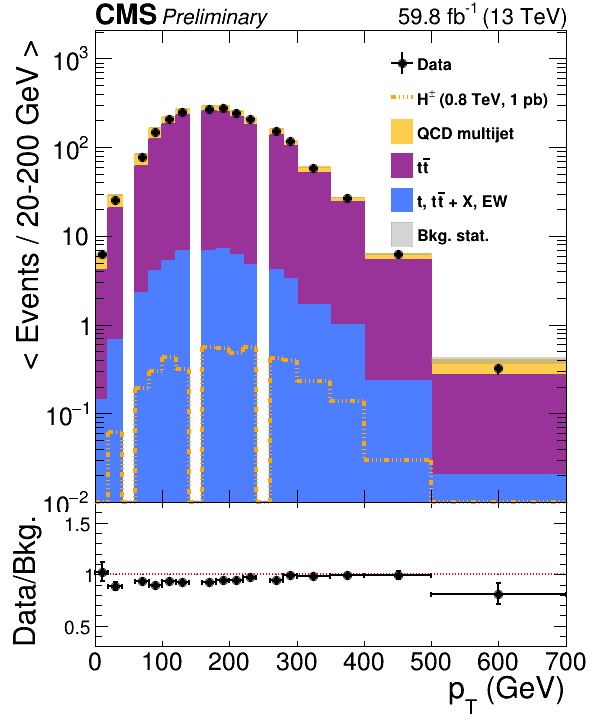 CMS Preliminary 59.8 fb⁻¹ (13 TeV)
< Events / 20-200 GeV >
10³
10²
10
1
10⁻¹
10⁻²
Data
H± (0.8 TeV, 1 pb)
QCD multijet
tt̄
t, tt̄ + X, EW
Bkg. stat.
Data/Bkg.
1.5
1
0.5
0 100 200 300 400 500 600 700
p_T (GeV)